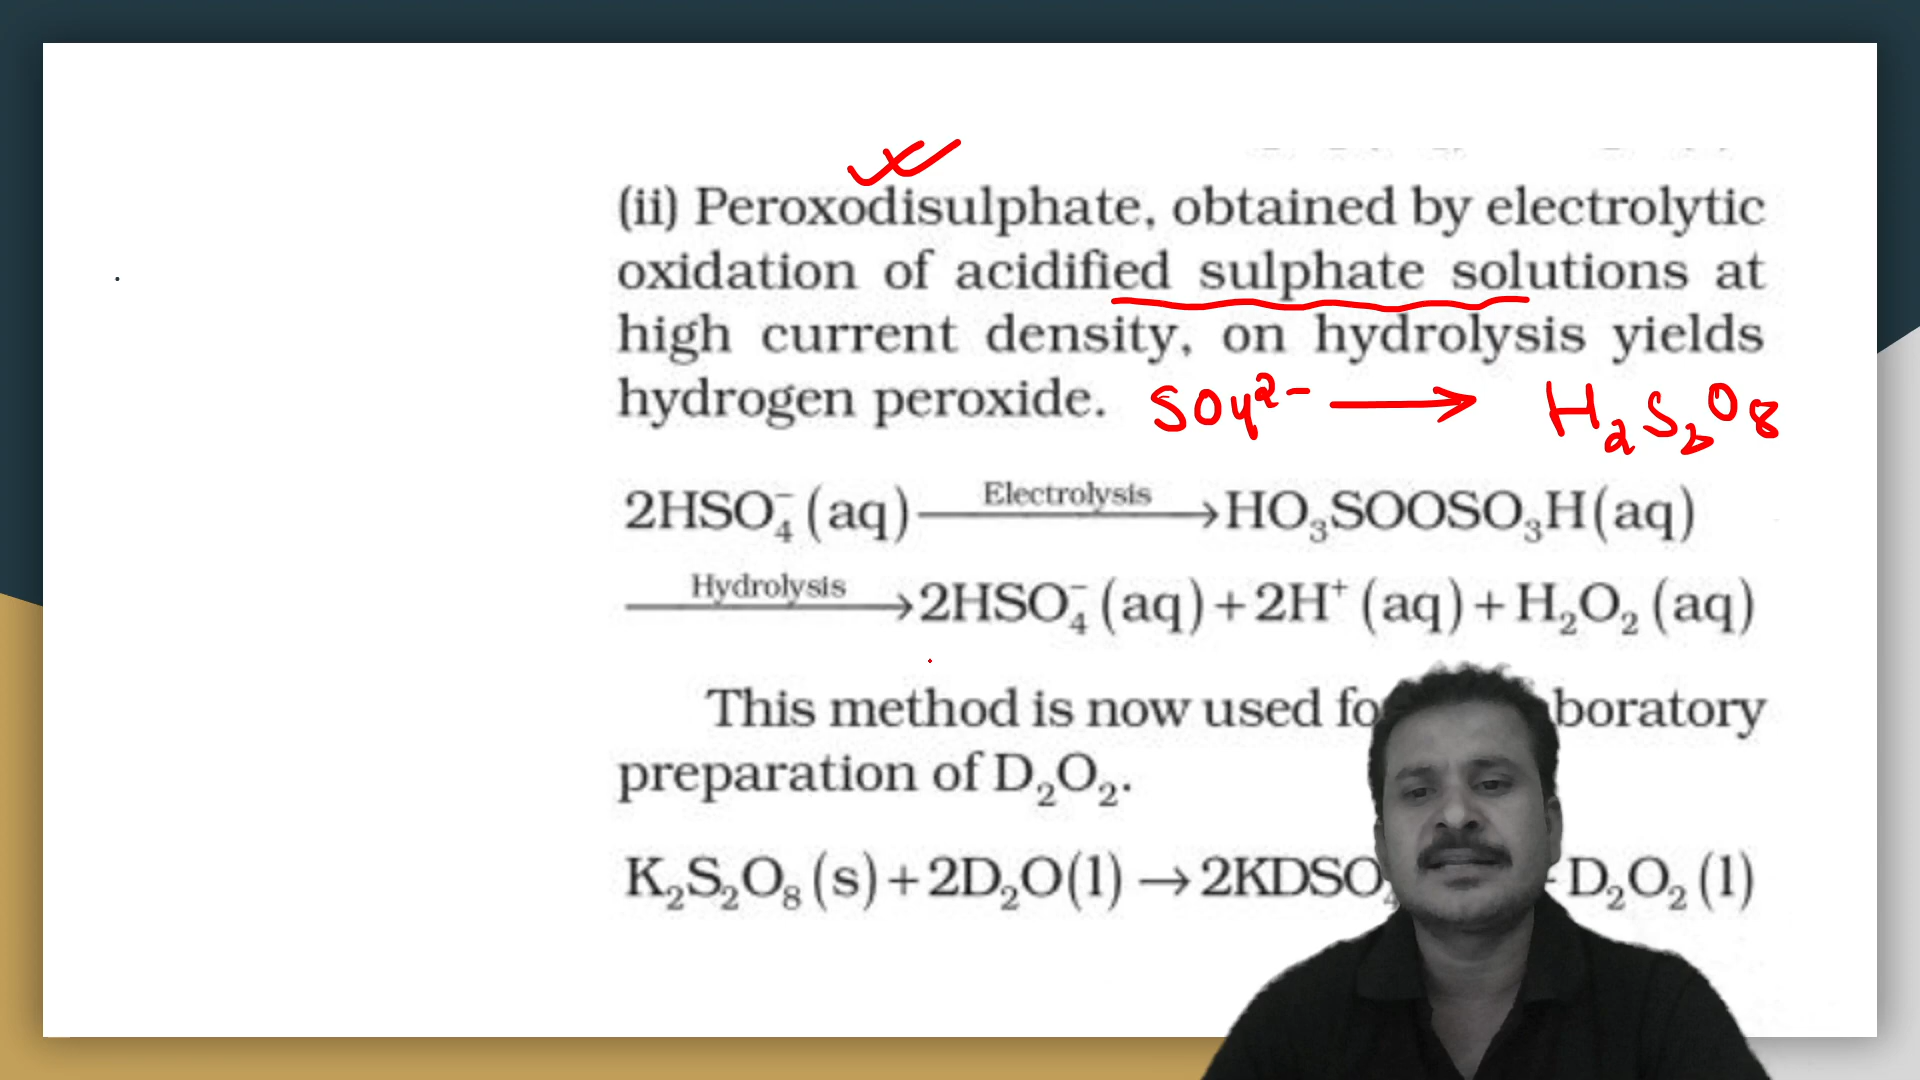 (ii) Peroxodisulphate, obtained by electrolytic
oxidation of acidified sulphate solutions at
high current density, on hydrolysis yields
hydrogen peroxide. SO₄²⁻ → H₂S₂O₈
2HSO₄⁻(aq) —Electrolysis→ HO₃SOOSO₃H(aq)
—Hydrolysis→ 2HSO₄⁻(aq)+2H⁺(aq)+H₂O₂(aq)
This method is now used boratory
preparation of D₂O₂.
K₂S₂O₈(s)+2D₂O(l)→2KDSO₄ D₂O₂(l)